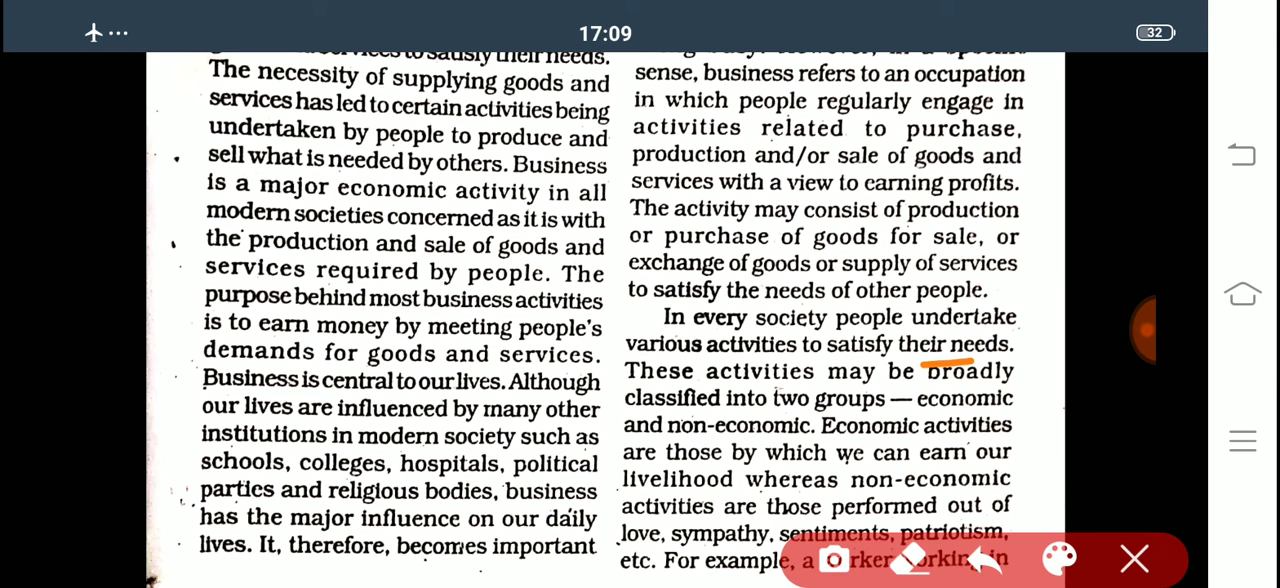 17:09
32
to satisfy their needs.
The necessity of supplying goods and
services has led to certain activities being
undertaken by people to produce and
sell what is needed by others. Business
is a major economic activity in all
modern societies concerned as it is with
the production and sale of goods and
services required by people. The
purpose behind most business activities
is to earn money by meeting people's
demands for goods and services.
Business is central to our lives. Although
our lives are influenced by many other
institutions in modern society such as
schools, colleges, hospitals, political
parties and religious bodies, business
has the major influence on our daily
lives. It, therefore, becomes important
sense, business refers to an occupation
in which people regularly engage in
activities related to purchase,
production and/or sale of goods and
services with a view to earning profits.
The activity may consist of production
or purchase of goods for sale, or
exchange of goods or supply of services
to satisfy the needs of other people.
In every society people undertake
various activities to satisfy their needs.
These activities may be broadly
classified into two groups — economic
and non-economic. Economic activities
are those by which we can earn our
livelihood whereas non-economic
activities are those performed out of
love, sympathy, sentiments, patriotism,
etc. For example, a in